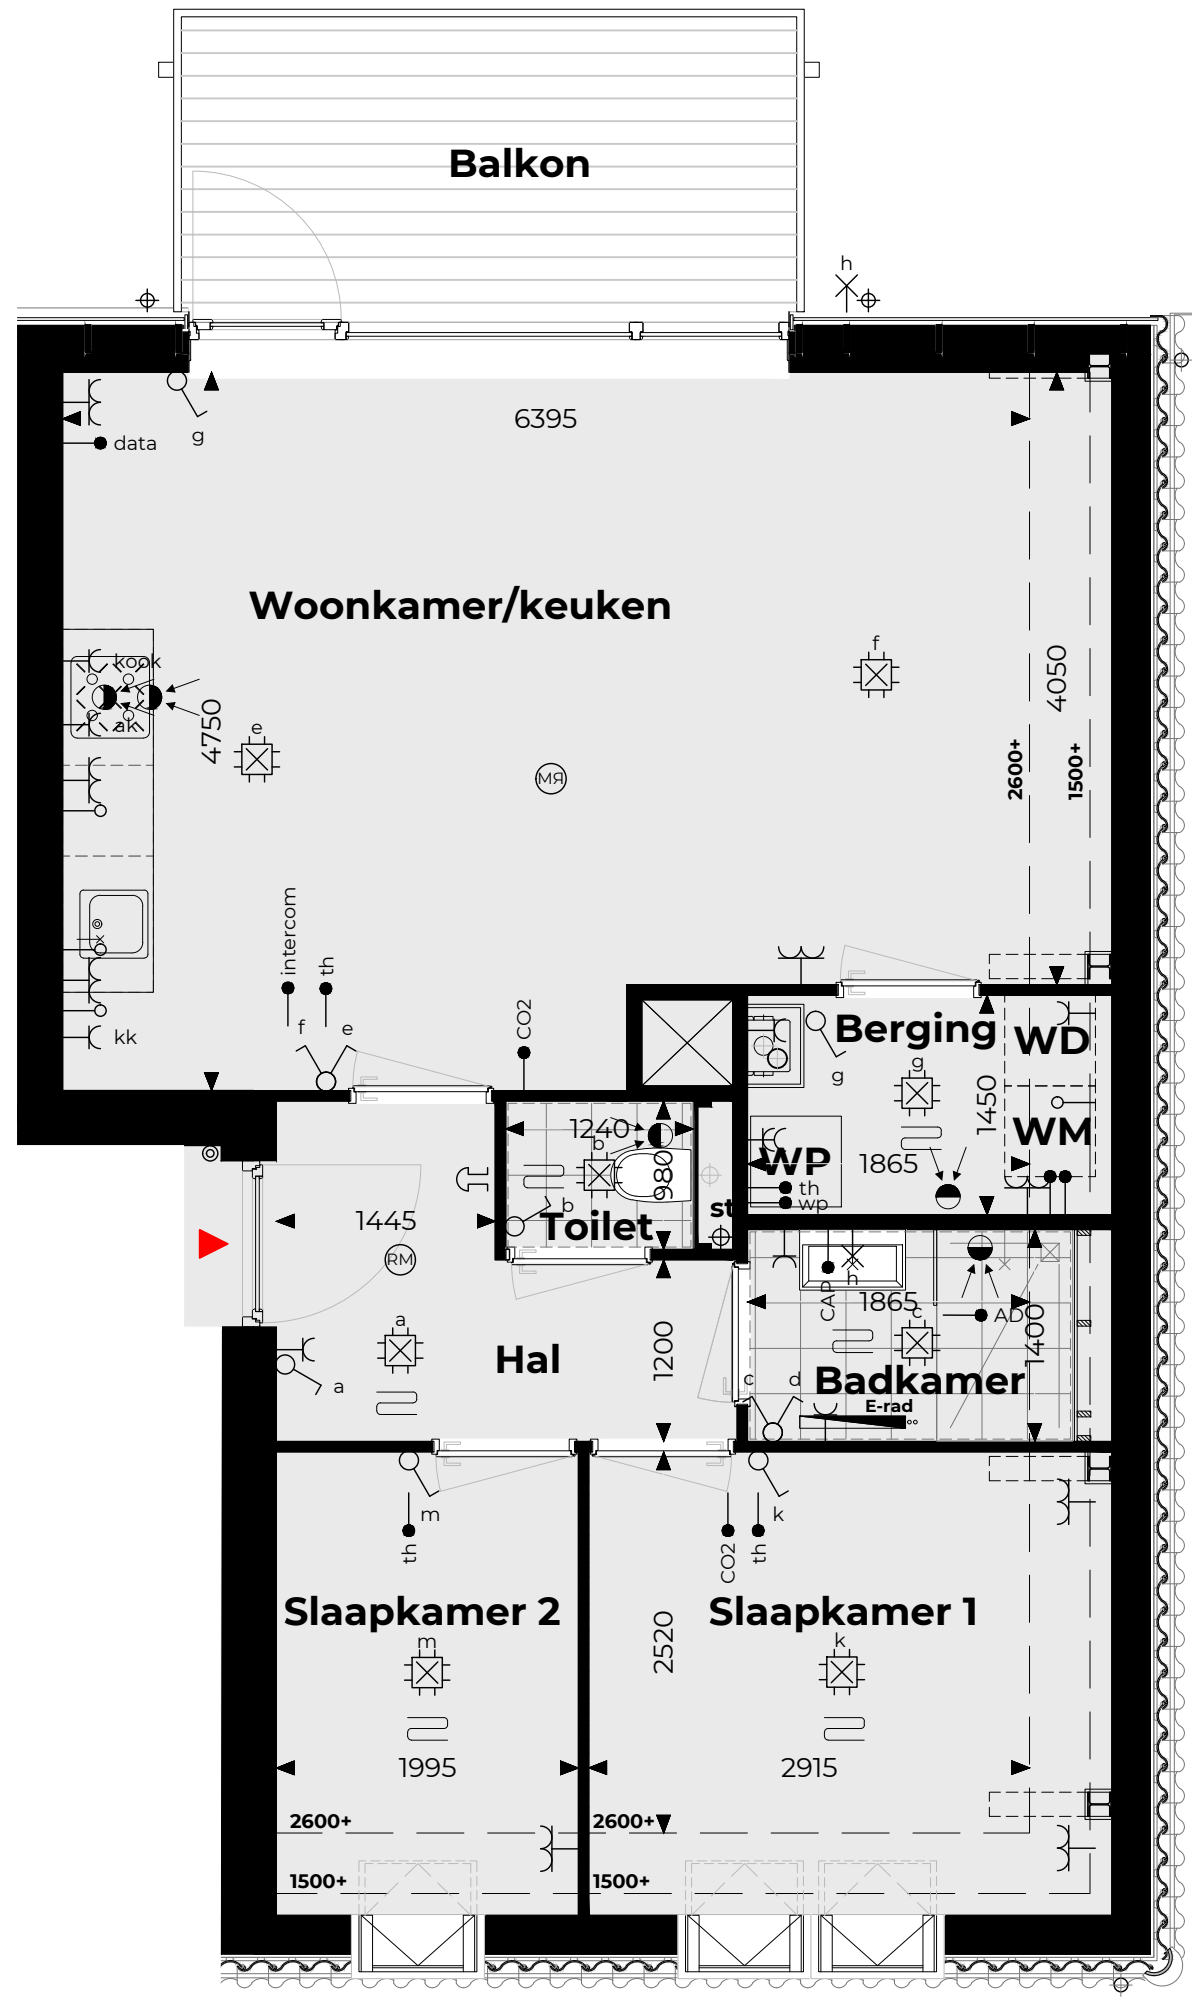 Balkon
h
6395
g
data
Woonkamer/keuken
f
kook
4050
ak
4750
e
2600+
1500+
MR
intercom
th
CO2
f
e
kk
Berging
WD
g
g
1450
WM
1240
b
980
WP
1865
th
wp
b
st
Toilet
1445
RM
h
CAP
1865
c
AD
1400
a
Hal
1200
a
c
d
Badkamer
E-rad
m
k
th
CO2
th
Slaapkamer 2
Slaapkamer 1
m
k
2520
1995
2915
2600+
2600+
1500+
1500+